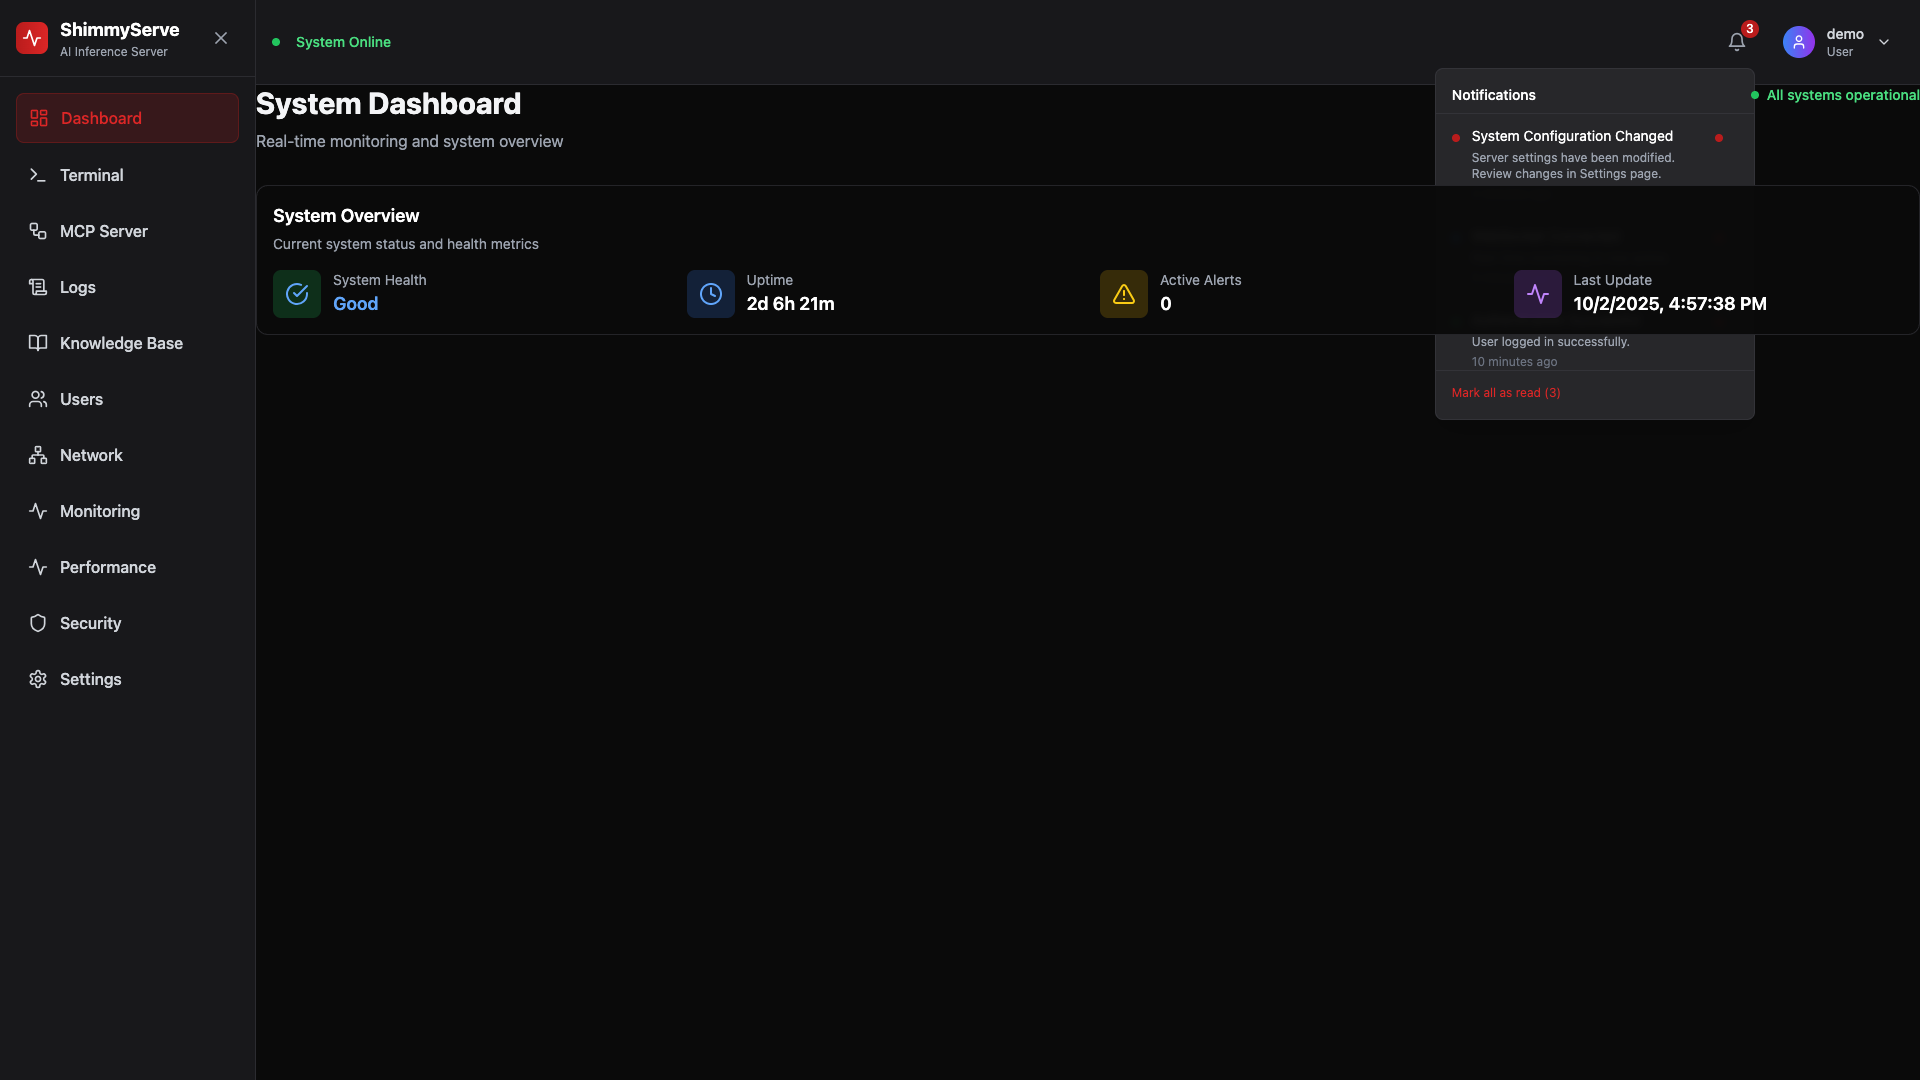 ShimmyServe
AI Inference Server
Dashboard
Terminal
MCP Server
Logs
Knowledge Base
Users
Network
Monitoring
Performance
Security
Settings
System Online
3
demo
User
System Dashboard
Real-time monitoring and system overview
All systems operational
Notifications
System Configuration Changed
Server settings have been modified.
Review changes in Settings page.
System Overview
Current system status and health metrics
System Health
Good
Uptime
2d 6h 21m
Active Alerts
0
Last Update
10/2/2025, 4:57:38 PM
User logged in successfully.
10 minutes ago
Mark all as read (3)